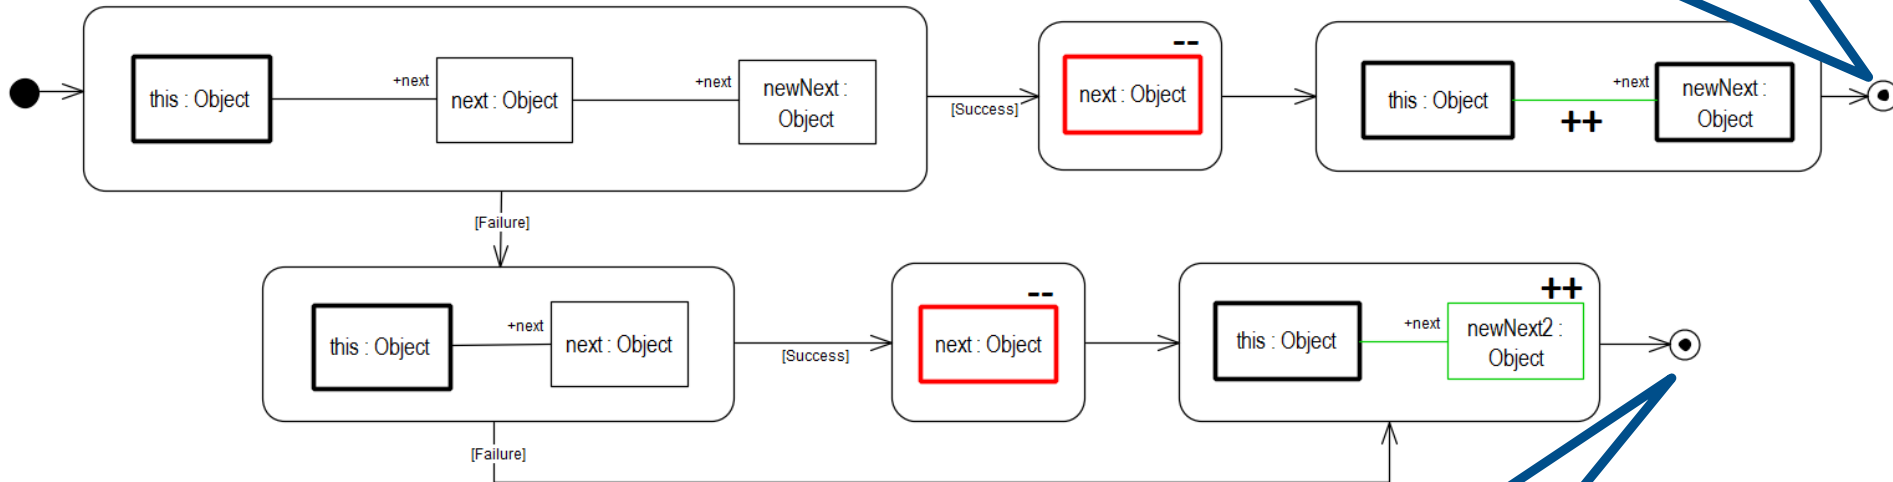 this : Object
+next
next : Object
+next
newNext :
Object
[Success]
--
next : Object
this : Object
+next
++
newNext :
Object
[Failure]
this : Object
+next
next : Object
[Success]
--
next : Object
this : Object
+next
++
newNext2 :
Object
[Failure]